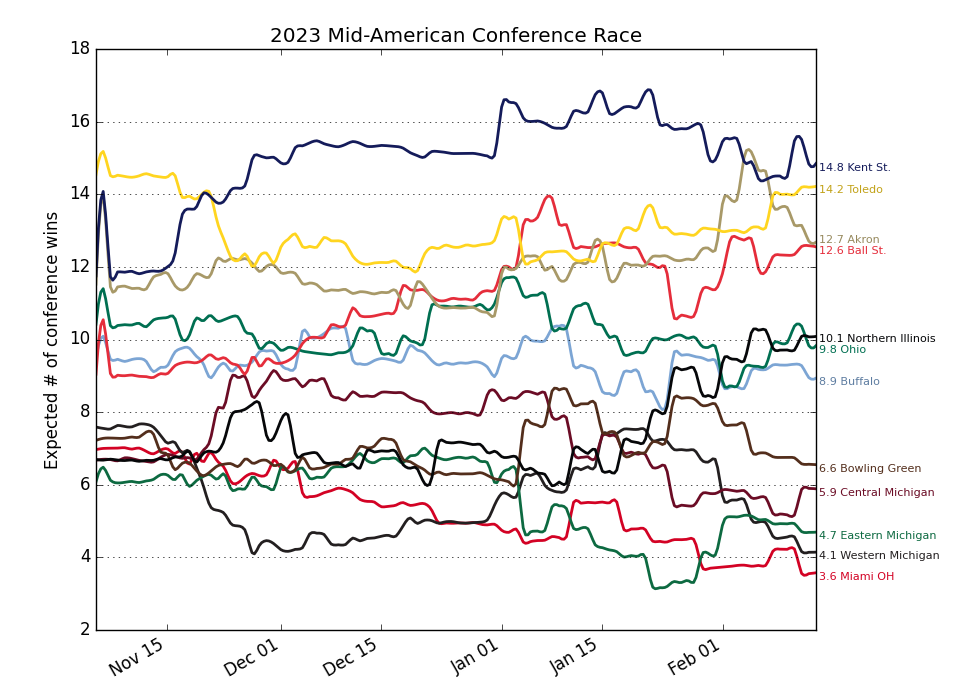 2023 Mid-American Conference Race
Expected # of conference wins
18
16
14
12
10
8
6
4
2
Nov 15
Dec 01
Dec 15
Jan 01
Jan 15
Feb 01
14.8 Kent St.
14.2 Toledo
12.7 Akron
12.6 Ball St.
10.1 Northern Illinois
9.8 Ohio
8.9 Buffalo
6.6 Bowling Green
5.9 Central Michigan
4.7 Eastern Michigan
4.1 Western Michigan
3.6 Miami OH